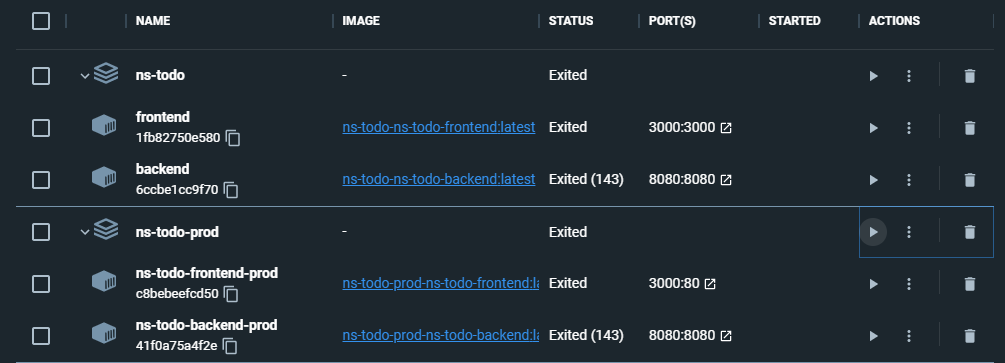 NAME IMAGE STATUS PORT(S) STARTED ACTIONS
ns-todo - Exited
frontend
1fb82750e580 ns-todo-ns-todo-frontend:latest Exited 3000:3000
backend
6ccbe1cc9f70 ns-todo-ns-todo-backend:latest Exited (143) 8080:8080
ns-todo-prod - Exited
ns-todo-frontend-prod
c8bebeefcd50 ns-todo-prod-ns-todo-frontend:la Exited 3000:80
ns-todo-backend-prod
41f0a75a4f2e ns-todo-prod-ns-todo-backend:la Exited (143) 8080:8080